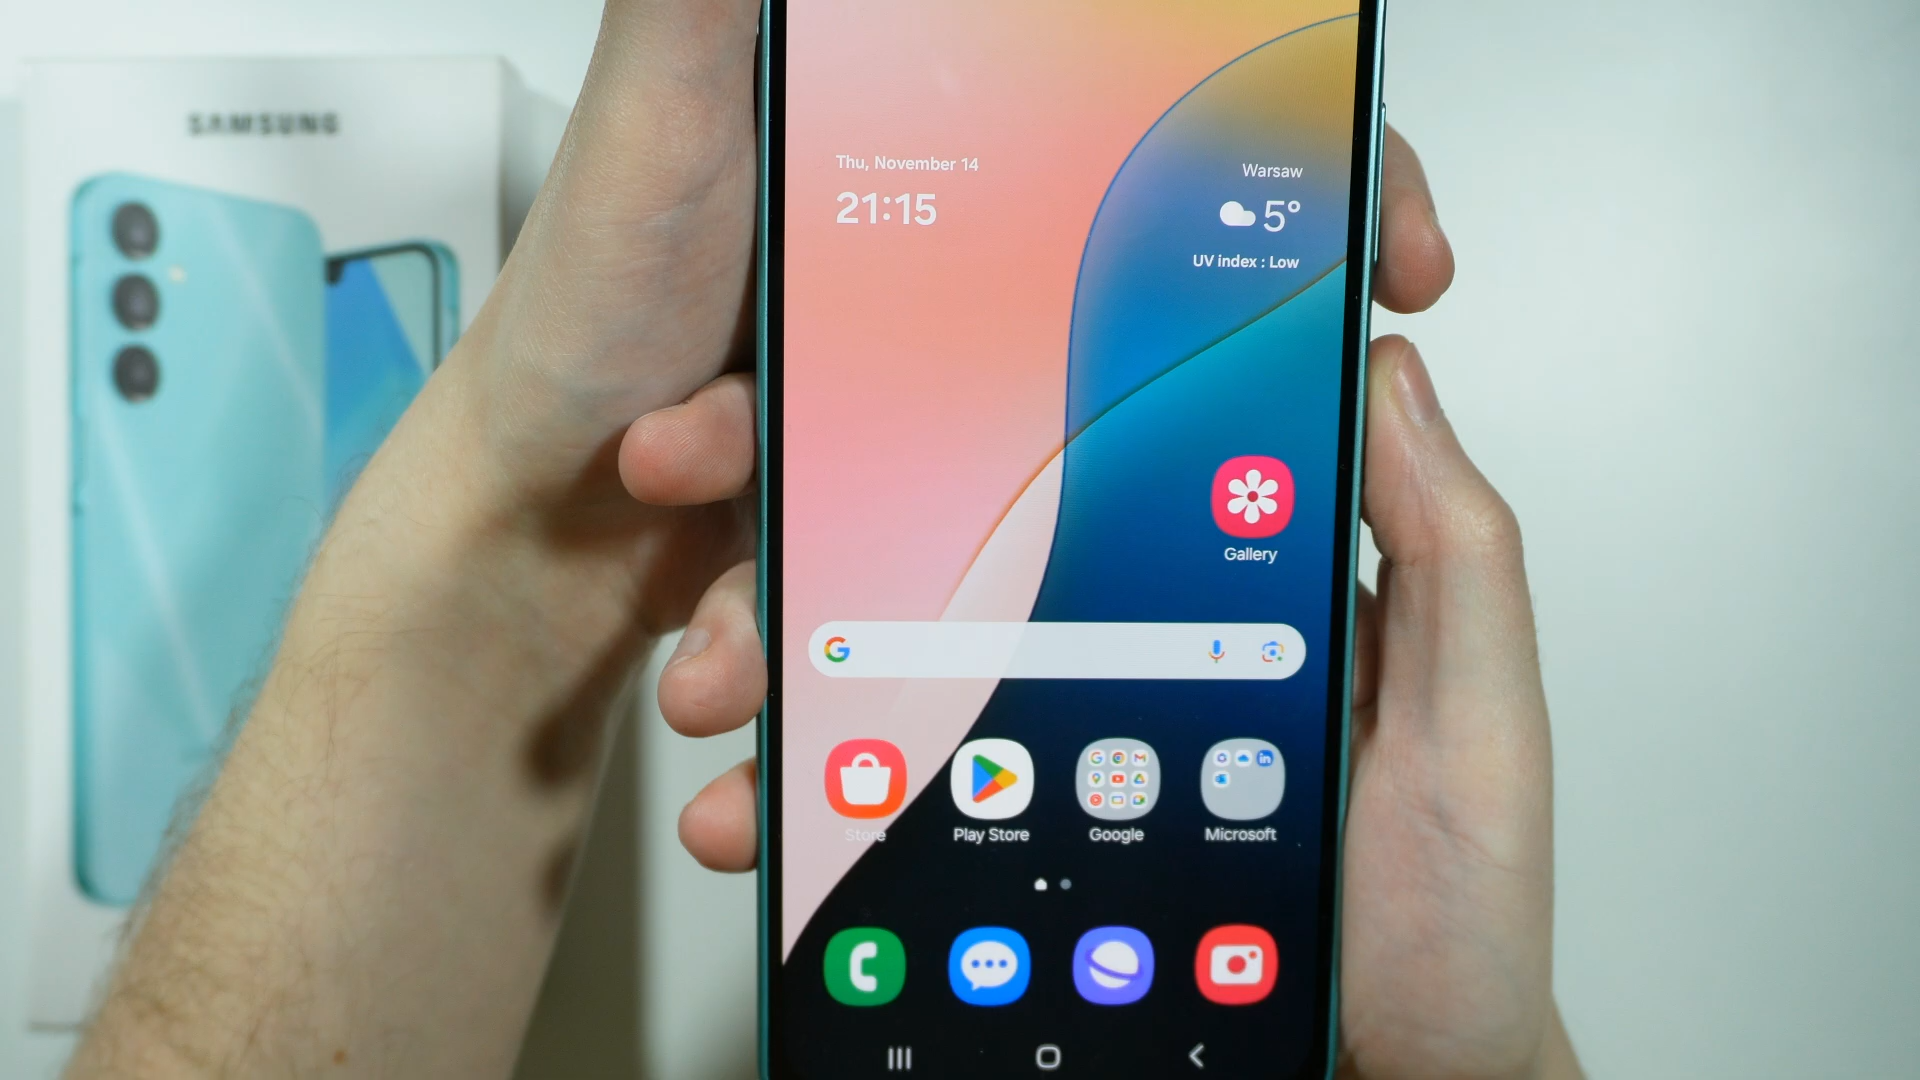 SAMSUNG
Thu, November 14
21:15
Warsaw
5°
UV index : Low
Gallery
Store
Play Store
Google
Microsoft